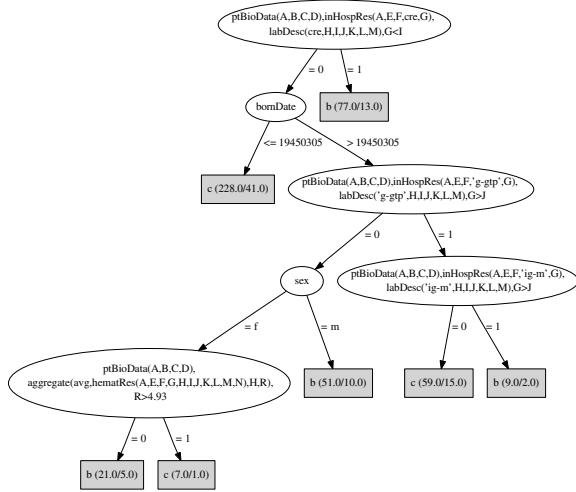 ptBioData(A,B,C,D),inHospRes(A,E,F,cre,G),
labDesc(cre,H,I,J,K,L,M),G<I
= 0
= 1
bornDate
b (77.0/13.0)
<= 19450305
> 19450305
c (228.0/41.0)
ptBioData(A,B,C,D),inHospRes(A,E,F,'g-gtp',G),
labDesc('g-gtp',H,I,J,K,L,M),G>J
= 0
= 1
sex
ptBioData(A,B,C,D),inHospRes(A,E,F,'ig-m',G),
labDesc('ig-m',H,I,J,K,L,M),G>J
= f
= m
= 0
= 1
ptBioData(A,B,C,D),
aggregate(avg,hematRes(A,E,F,G,H,I,J,K,L,M,N),H,R),
R>4.93
b (51.0/10.0)
c (59.0/15.0)
b (9.0/2.0)
= 0
= 1
b (21.0/5.0)
c (7.0/1.0)